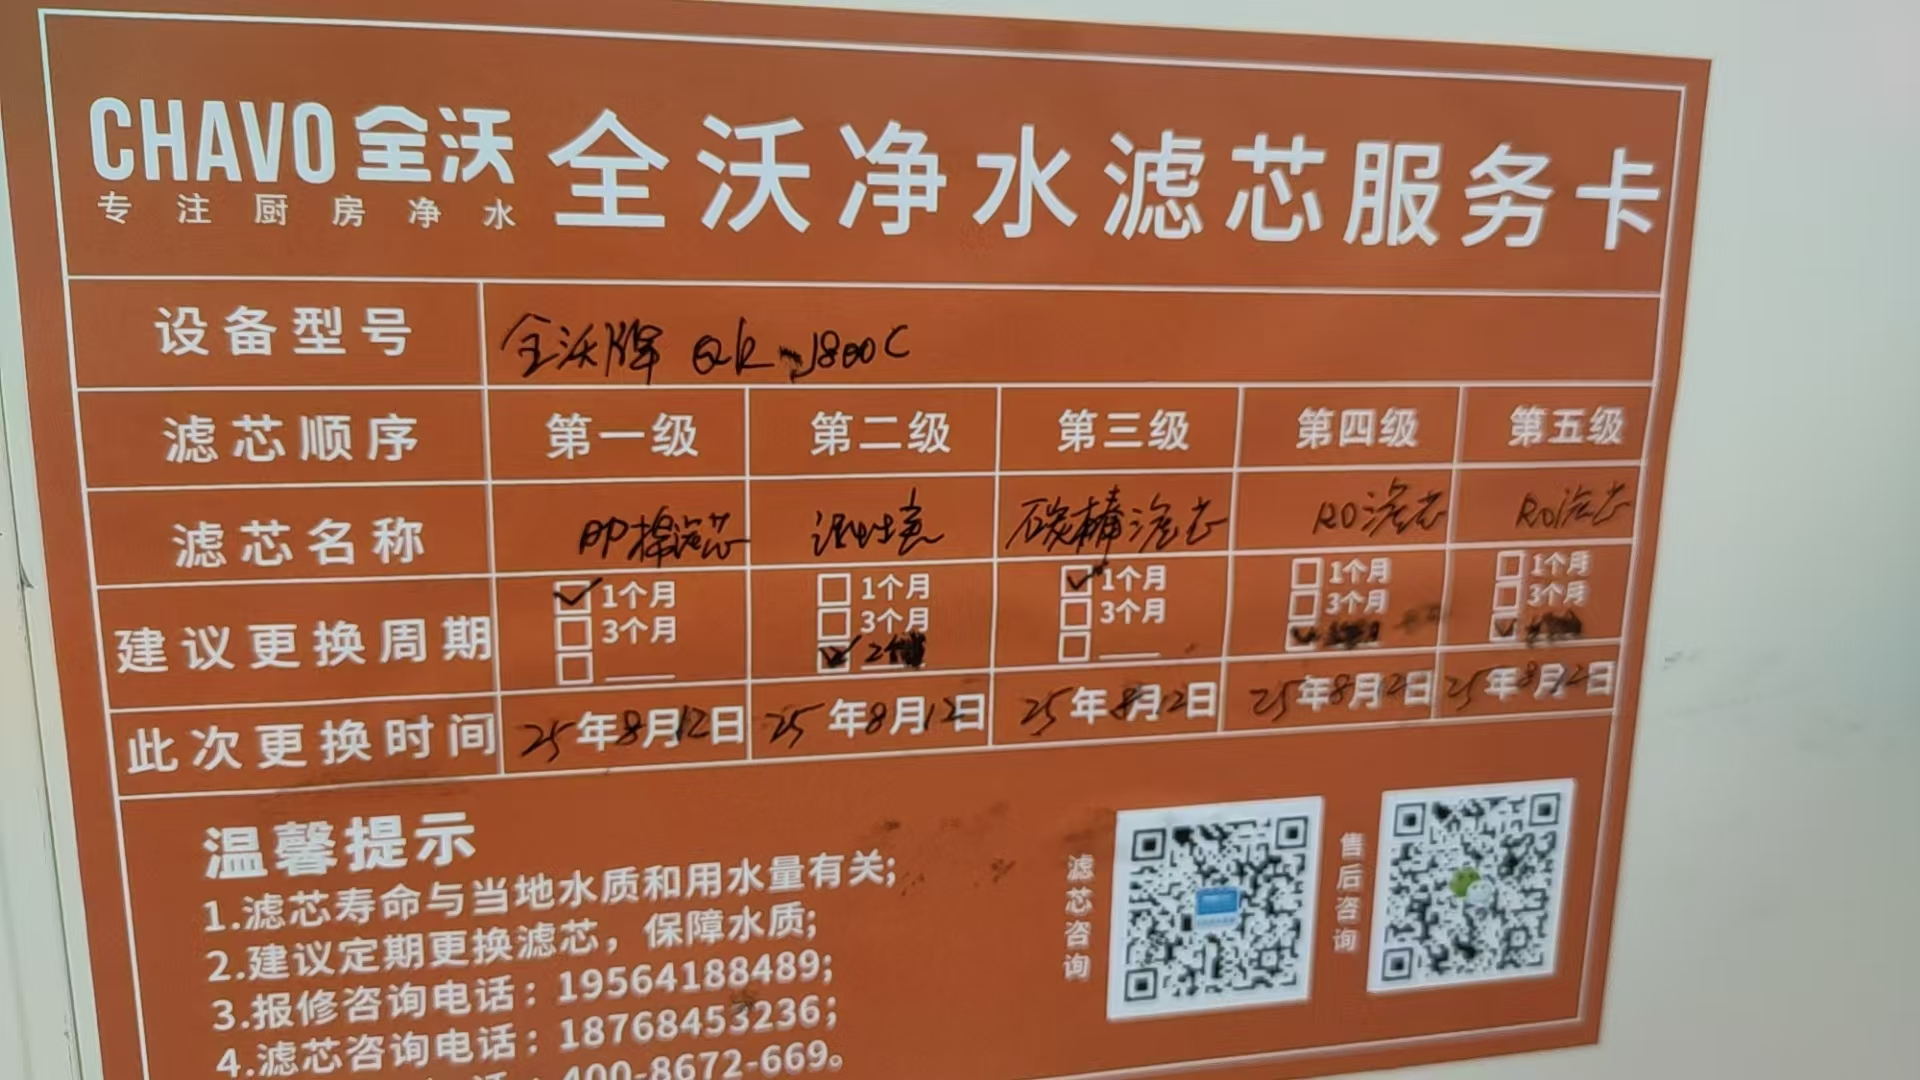 CHAVO 全沃
专注厨房净水
全沃净水滤芯服务卡
设备型号 全沃牌 QR-J800C
滤芯顺序 第一级 第二级 第三级 第四级 第五级
滤芯名称 PP棉滤芯 活性炭 碳棒滤芯 RO滤芯 RO滤芯
建议更换周期
1个月 1个月 1个月 1个月 1个月
3个月 3个月 3个月 3个月 3个月
此次更换时间 25年8月12日 25年8月12日 25年8月12日 25年8月12日 25年8月12日
温馨提示
1.滤芯寿命与当地水质和用水量有关;
2.建议定期更换滤芯，保障水质;
3.报修咨询电话：19564188489;
4.滤芯咨询电话：18768453236;
400-8672-669。
滤芯咨询
售后咨询